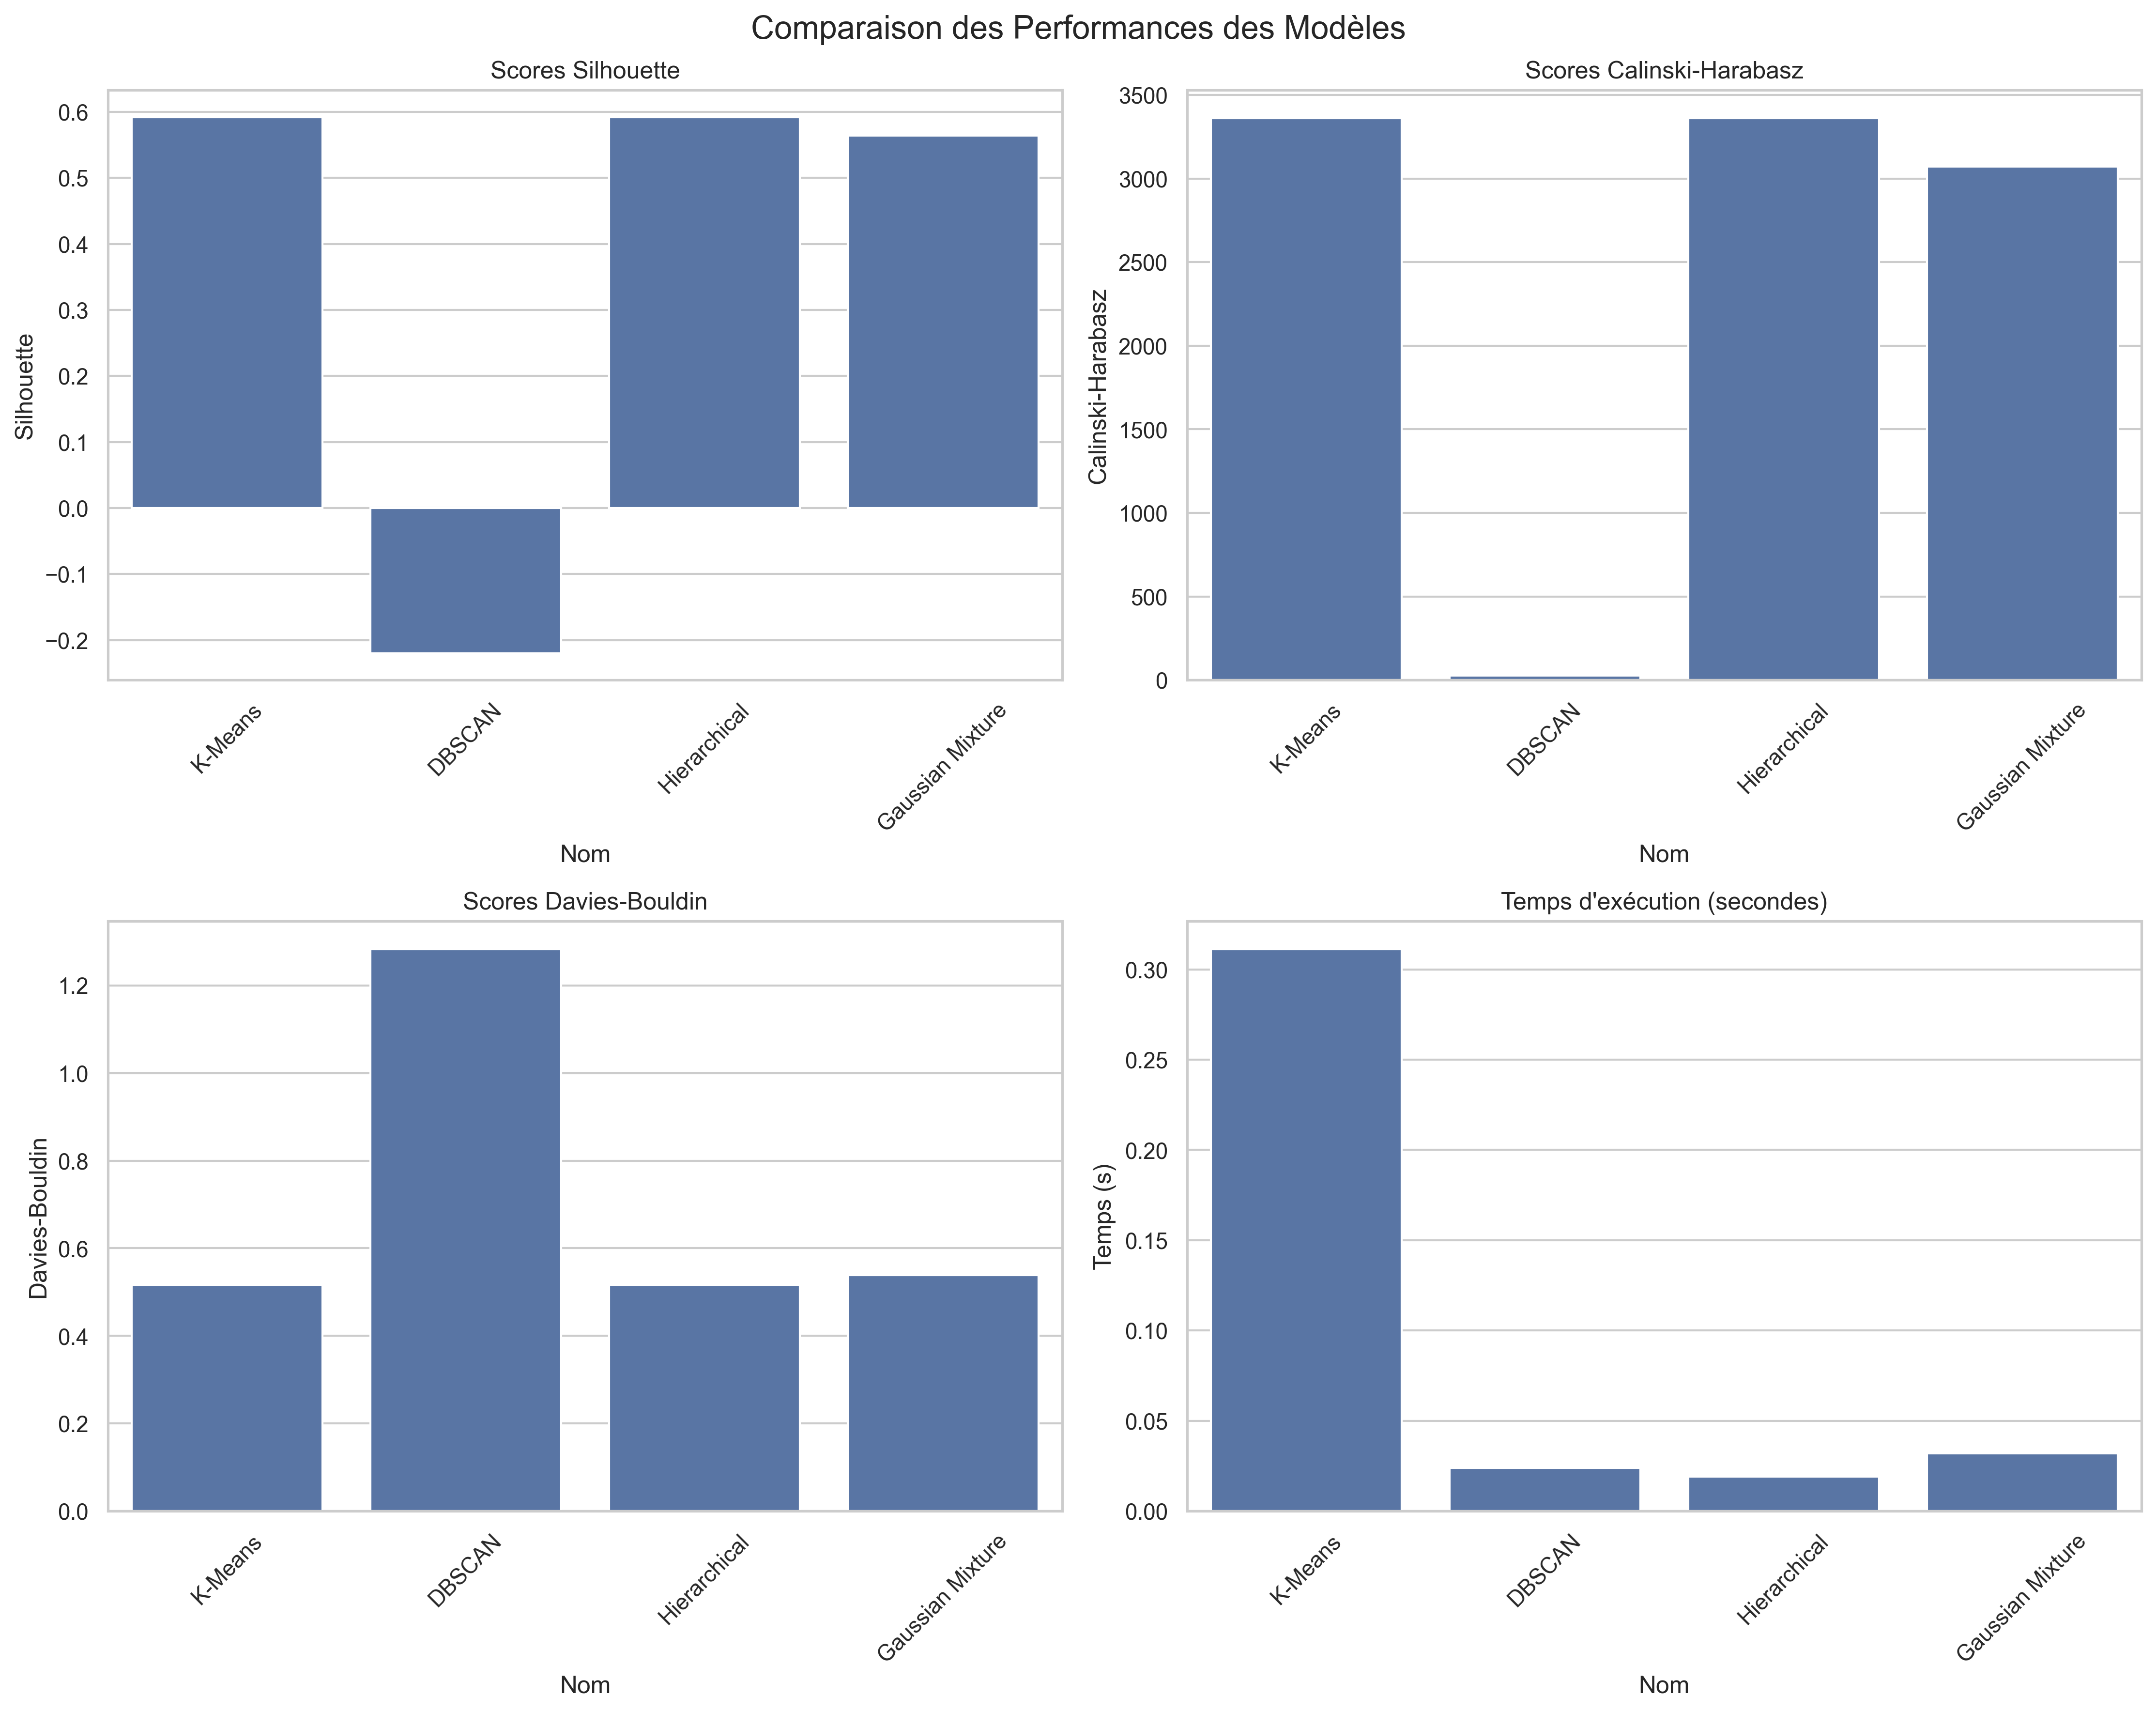 Comparaison des Performances des Modèles
Scores Silhouette
Silhouette
0.6
0.5
0.4
0.3
0.2
0.1
0.0
−0.1
−0.2
K-Means
DBSCAN
Hierarchical
Gaussian Mixture
Nom
Scores Calinski-Harabasz
Calinski-Harabasz
3500
3000
2500
2000
1500
1000
500
0
K-Means
DBSCAN
Hierarchical
Gaussian Mixture
Nom
Scores Davies-Bouldin
Davies-Bouldin
1.2
1.0
0.8
0.6
0.4
0.2
0.0
K-Means
DBSCAN
Hierarchical
Gaussian Mixture
Nom
Temps d'exécution (secondes)
Temps (s)
0.30
0.25
0.20
0.15
0.10
0.05
0.00
K-Means
DBSCAN
Hierarchical
Gaussian Mixture
Nom